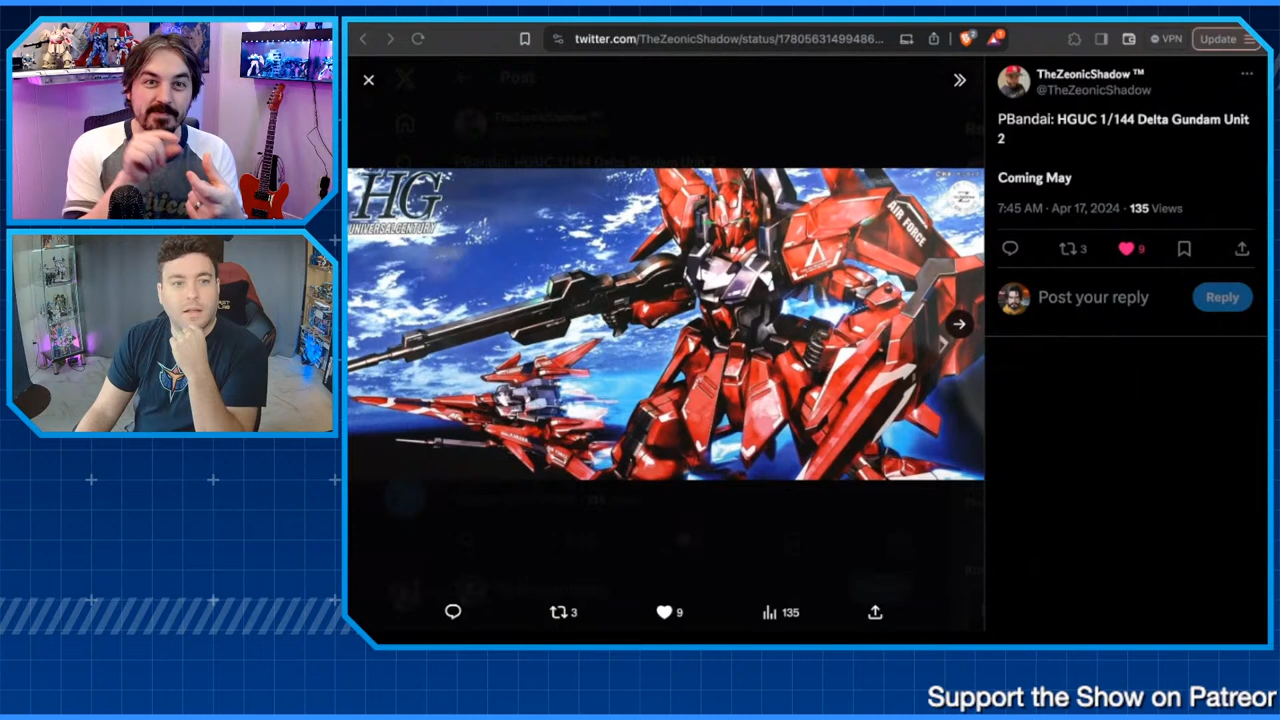 twitter.com/TheZeonicShadow/status/17805631499486...
VPN
Update
Post
TheZeonicShadow ™
@TheZeonicShadow
PBandai: HGUC 1/144 Delta Gundam Unit
2
Coming May
7:45 AM · Apr 17, 2024 · 135 Views
3
9
Post your reply
Reply
HG
UNIVERSAL CENTURY
AIR FORCE
3
9
135
Support the Show on Patreon